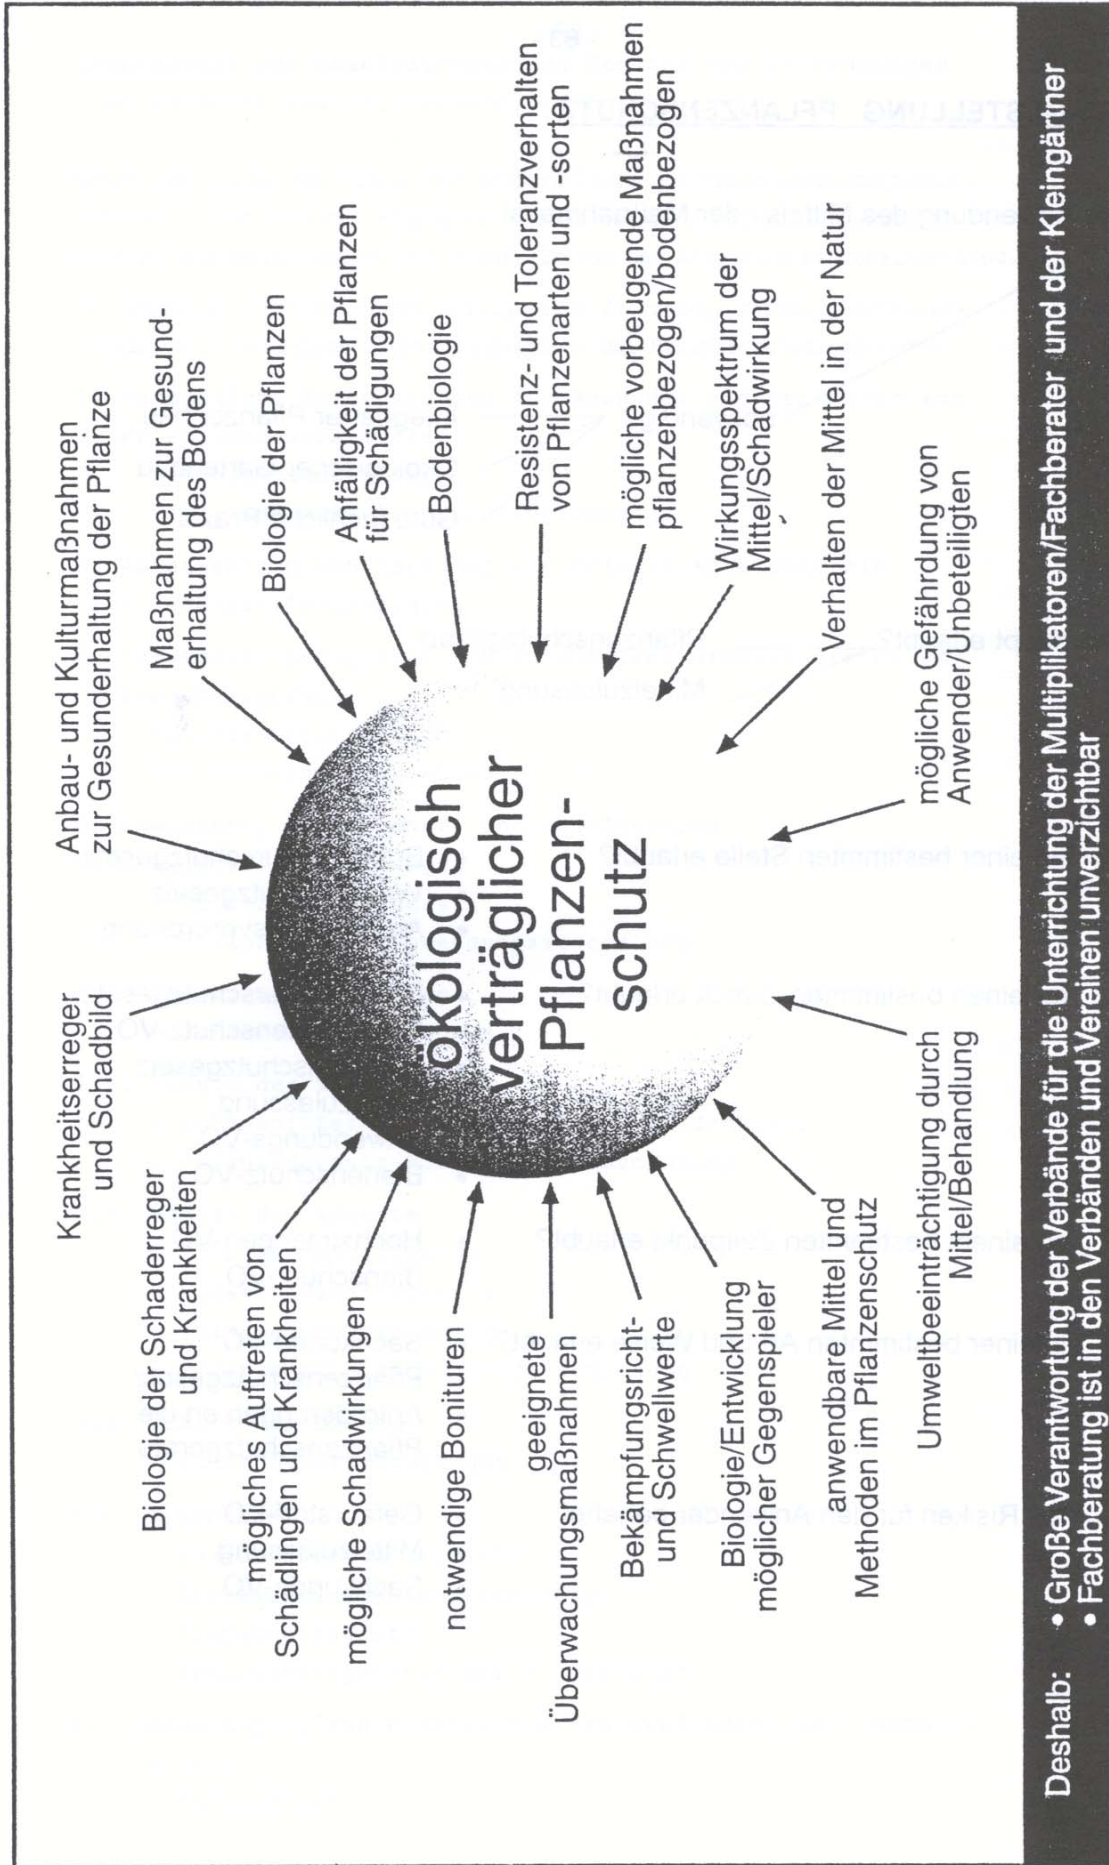 Krankheitserreger
und Schadbild
Anbau- und Kulturmaßnahmen
zur Gesunderhaltung der Pflanze
Maßnahmen zur Gesund-
erhaltung des Bodens
Biologie der Pflanzen
Anfälligkeit der Pflanzen
für Schädigungen
Bodenbiologie
Resistenz- und Toleranzverhalten
von Pflanzenarten und -sorten
mögliche vorbeugende Maßnahmen
pflanzenbezogen/bodenbezogen
Wirkungsspektrum der
Mittel/Schadwirkung
Verhalten der Mittel in der Natur
mögliche Gefährdung von
Anwender/Unbeteiligten
Biologie der Schaderreger
und Krankheiten
mögliches Auftreten von
Schädlingen und Krankheiten
mögliche Schadwirkungen
notwendige Bonituren
geeignete
Überwachungsmaßnahmen
Bekämpfungsricht-
und Schwellwerte
Biologie/Entwicklung
möglicher Gegenspieler
anwendbare Mittel und
Methoden im Pflanzenschutz
Umwelbeeinträchtigung durch
Mittel/Behandlung
ökologisch
verträglicher
Pflanzen-
schutz
Deshalb: • Große Verantwortung der Verbände für die Unterrichtung der Multiplikatoren/Fachberater und der Kleingärtner
• Fachberatung ist in den Verbänden und Vereinen unverzichtbar